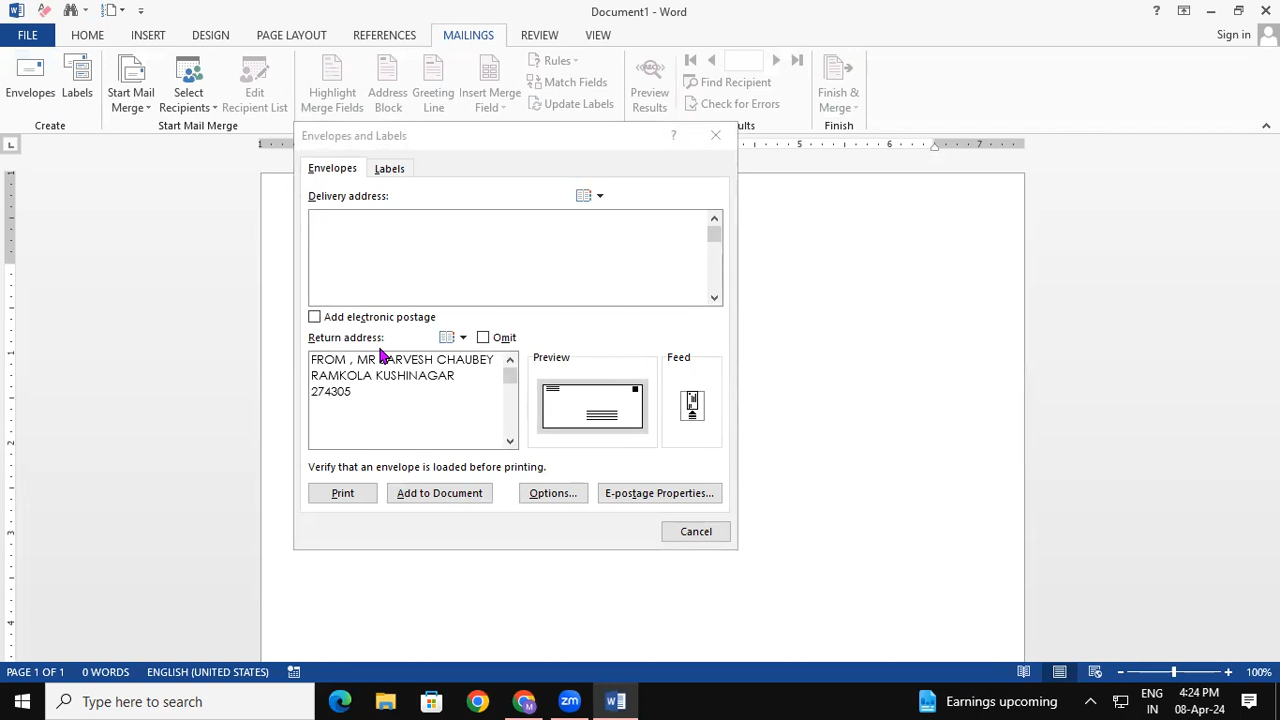 Document1 - Word
FILE HOME INSERT DESIGN PAGE LAYOUT REFERENCES MAILINGS REVIEW VIEW Sign in
Envelopes
Labels
Create
Start Mail Merge
Select Recipients
Edit Recipient List
Start Mail Merge
Highlight Merge Fields
Address Block
Greeting Line
Insert Merge Field
Rules
Match Fields
Update Labels
Preview Results
Find Recipient
Check for Errors
Finish & Merge
Finish
Envelopes and Labels
Envelopes Labels
Delivery address:
Add electronic postage
Return address: Omit
FROM , MR SARVESH CHAUBEY
RAMKOLA KUSHINAGAR
274305
Preview
Feed
Verify that an envelope is loaded before printing.
Print Add to Document Options... E-postage Properties...
Cancel
PAGE 1 OF 1 0 WORDS ENGLISH (UNITED STATES) 100%
Type here to search
Earnings upcoming
ENG
IN
4:24 PM
08-Apr-24